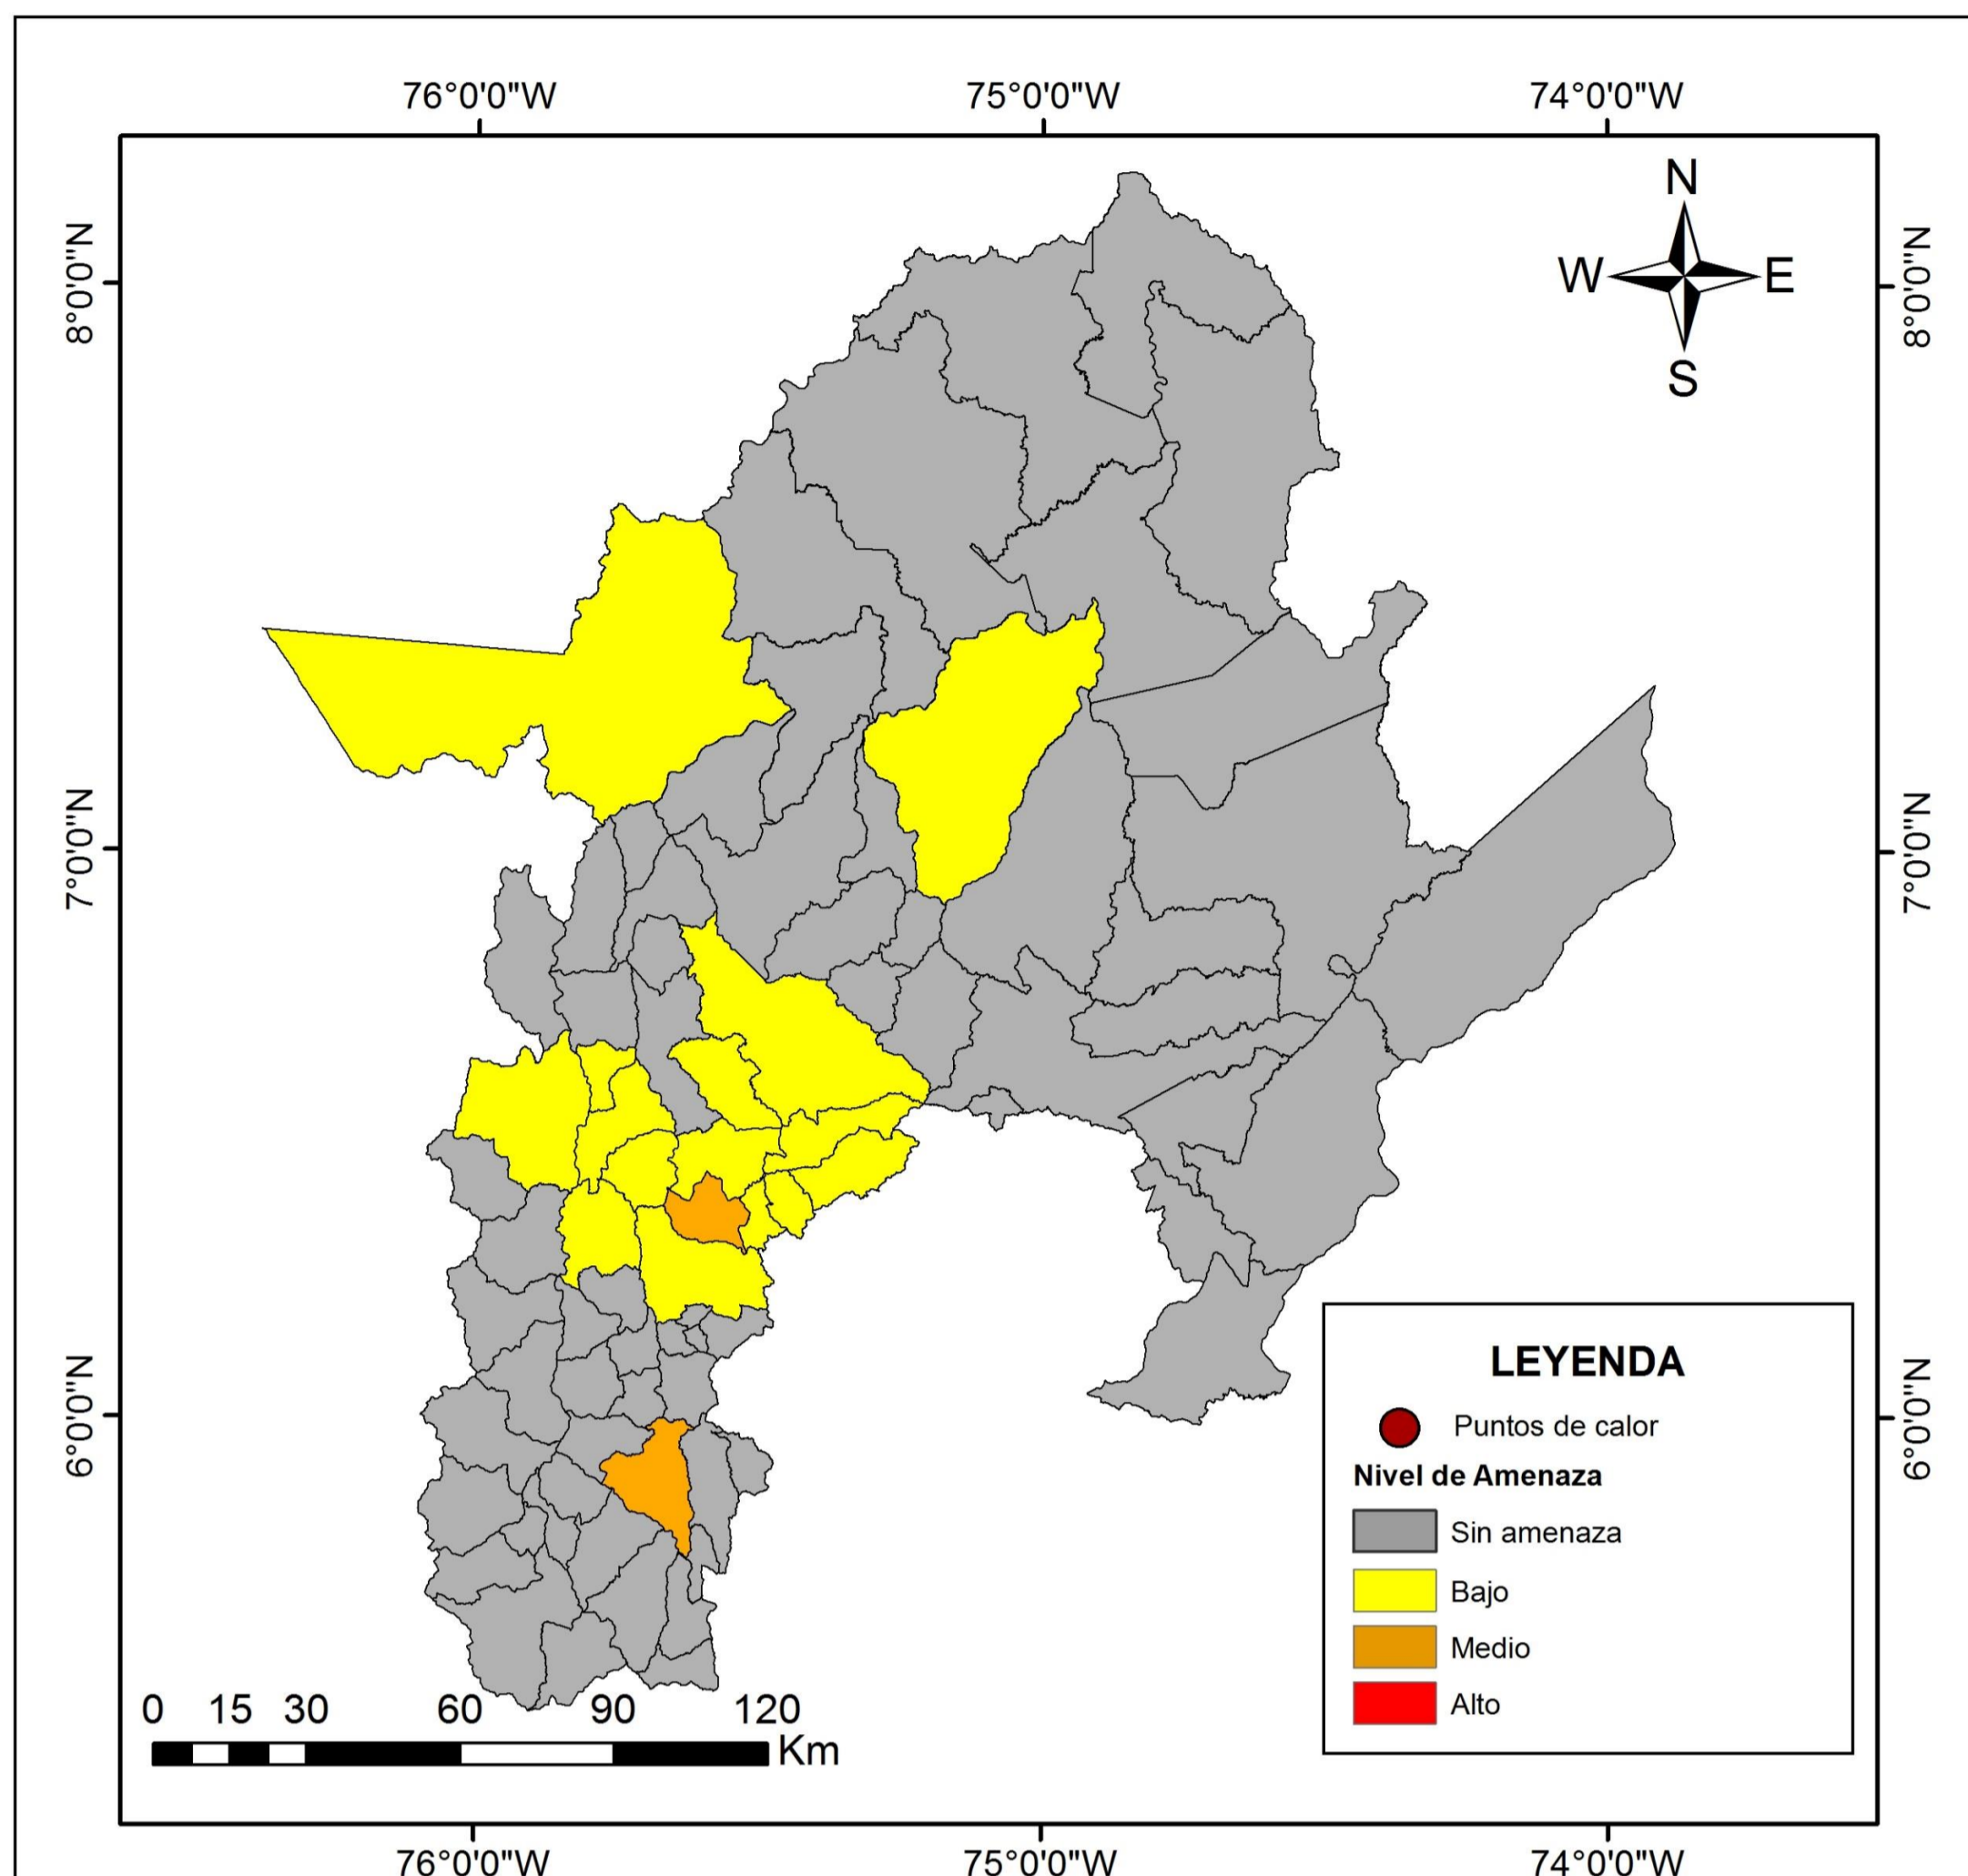 76°0'0"W 75°0'0"W 74°0'0"W
N
W E
S
8°0'0"N 8°0'0"N
7°0'0"N 7°0'0"N
6°0'0"N 6°0'0"N
LEYENDA
Puntos de calor
Nivel de Amenaza
Sin amenaza
Bajo
Medio
Alto
0 15 30 60 90 120
Km
76°0'0"W 75°0'0"W 74°0'0"W